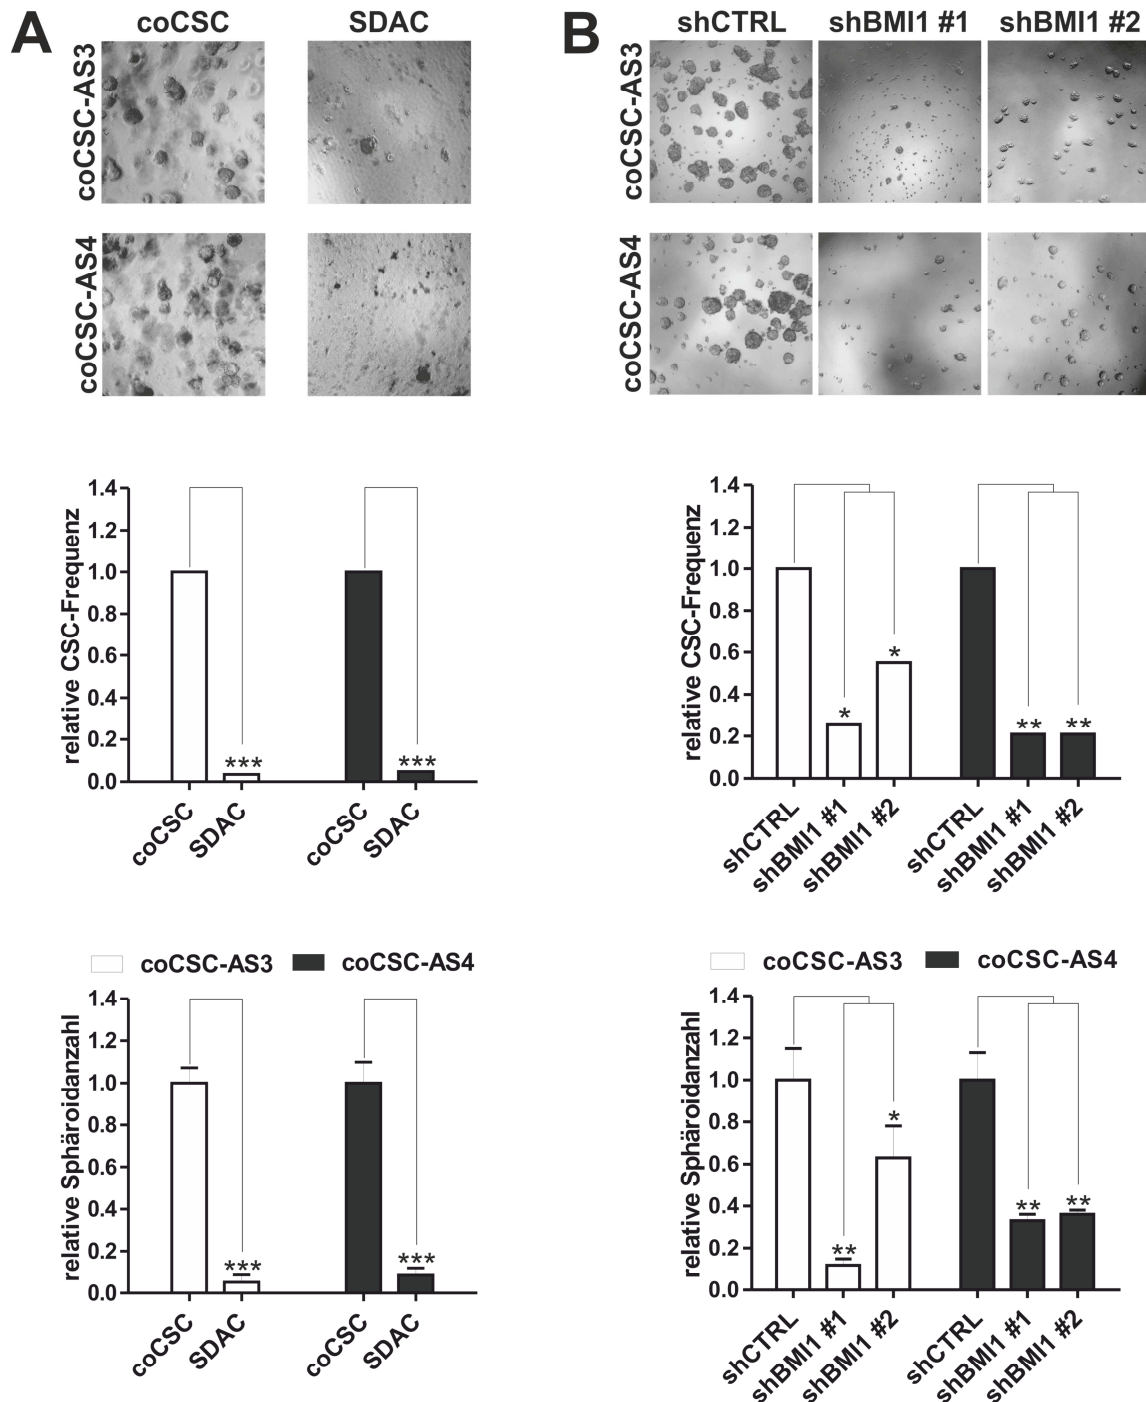 A
coCSC
SDAC
coCSC-AS3
coCSC-AS4
relative CSC-Frequenz
1.4
1.2
1.0
0.8
0.6
0.4
0.2
0.0
***
***
coCSC
SDAC
coCSC
SDAC
coCSC-AS3
coCSC-AS4
relative Sphäroidanzahl
1.4
1.2
1.0
0.8
0.6
0.4
0.2
0.0
***
***
coCSC
SDAC
coCSC
SDAC
B
shCTRL
shBMI1 #1
shBMI1 #2
coCSC-AS3
coCSC-AS4
relative CSC-Frequenz
1.4
1.2
1.0
0.8
0.6
0.4
0.2
0.0
*
*
**
**
shCTRL
shBMI1 #1
shBMI1 #2
shCTRL
shBMI1 #1
shBMI1 #2
coCSC-AS3
coCSC-AS4
relative Sphäroidanzahl
1.4
1.2
1.0
0.8
0.6
0.4
0.2
0.0
**
*
**
**
shCTRL
shBMI1 #1
shBMI1 #2
shCTRL
shBMI1 #1
shBMI1 #2